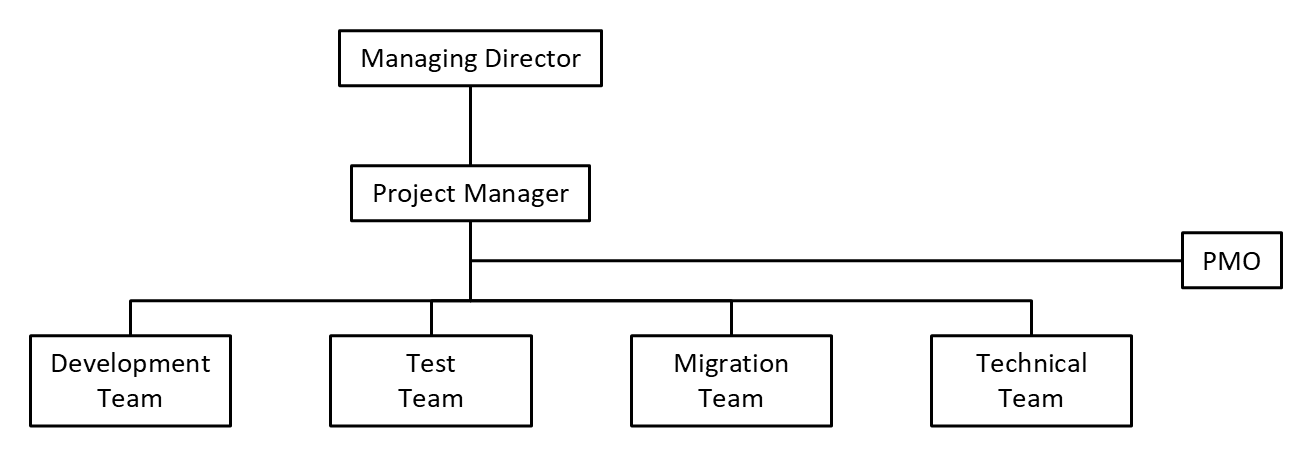 Managing Director
Project Manager
PMO
Development
Team
Test
Team
Migration
Team
Technical
Team